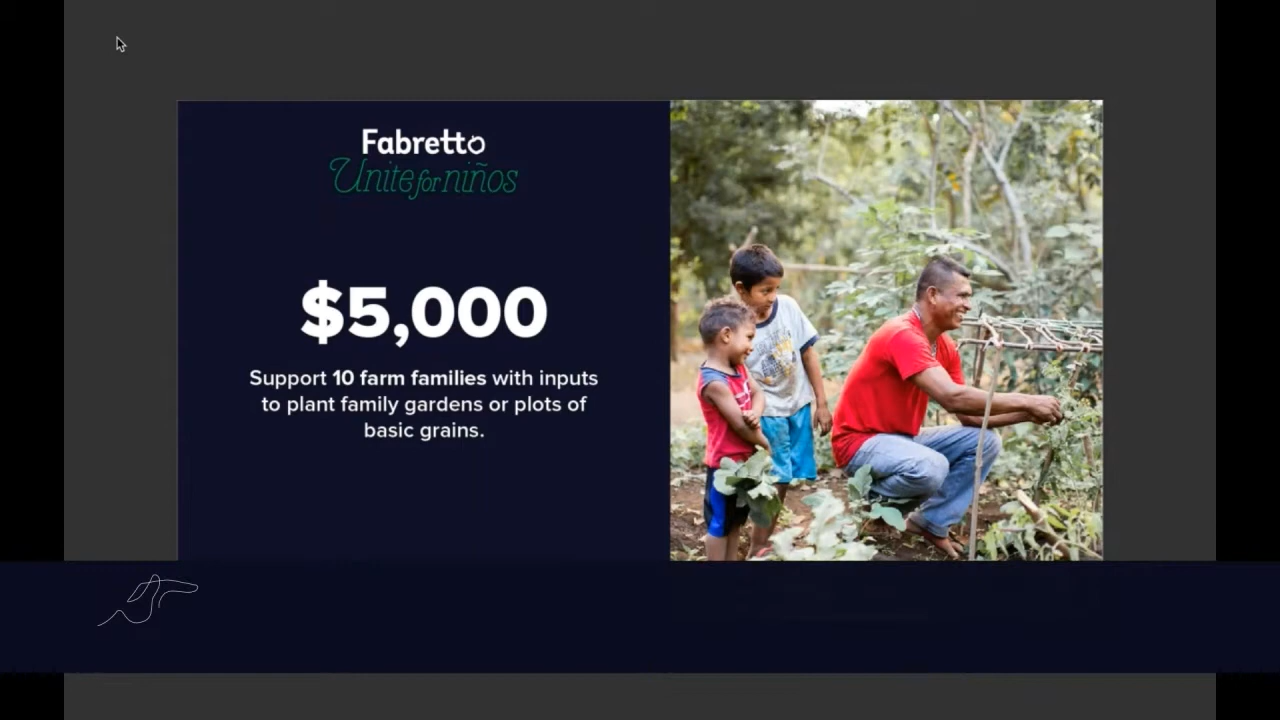 Fabretto
Unite for niños
$5,000
Support 10 farm families with inputs
to plant family gardens or plots of
basic grains.